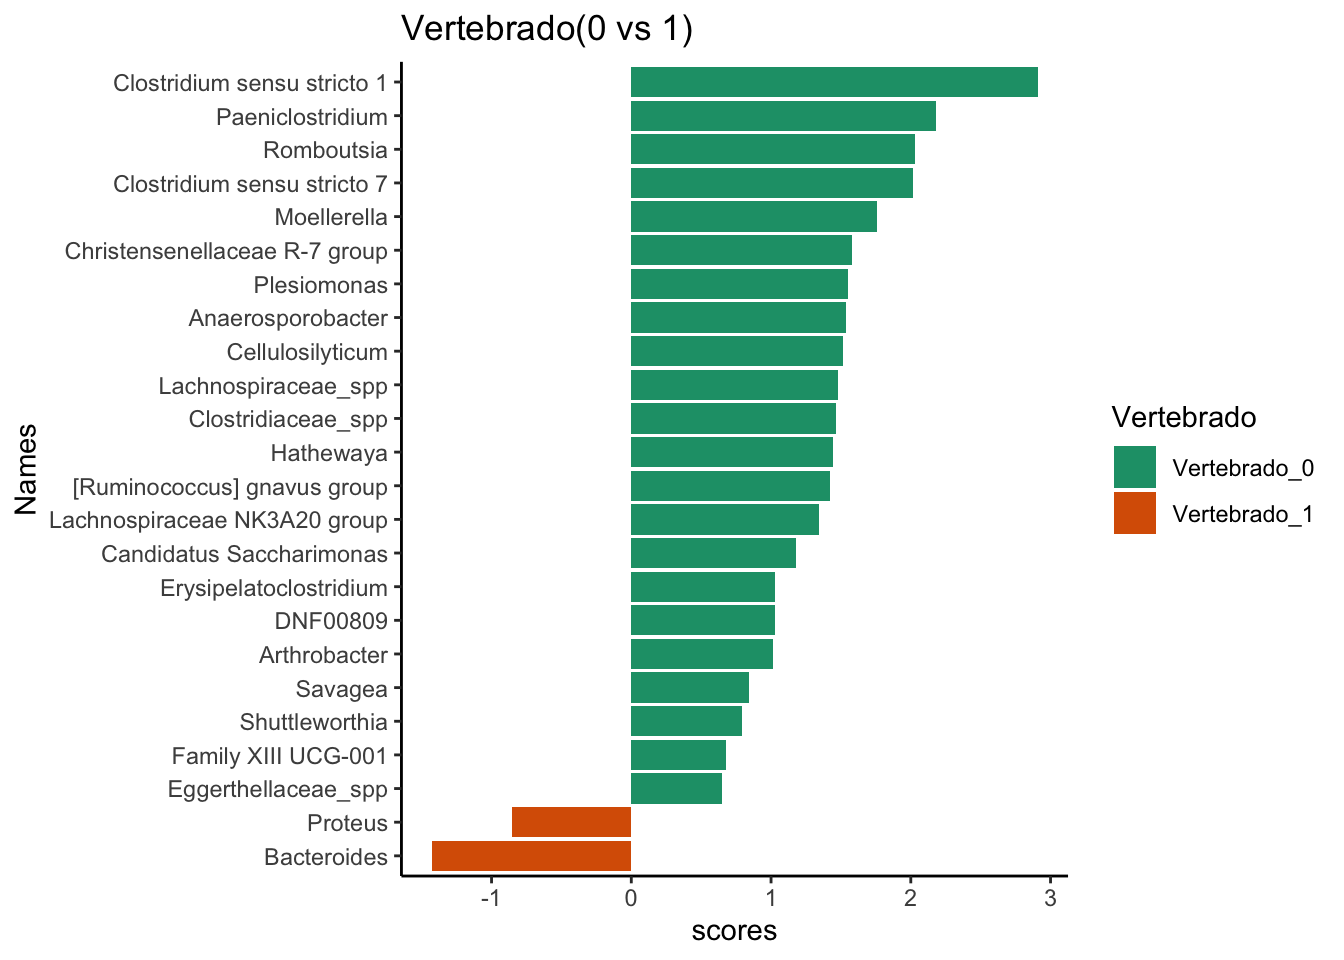 Vertebrado(0 vs 1)
Clostridium sensu stricto 1
Paeniclostridium
Romboutsia
Clostridium sensu stricto 7
Moellerella
Christensenellaceae R-7 group
Plesiomonas
Anaerosporobacter
Cellulosilyticum
Lachnospiraceae_spp
Clostridiaceae_spp
Hathewaya
[Ruminococcus] gnavus group
Lachnospiraceae NK3A20 group
Candidatus Saccharimonas
Erysipelatoclostridium
DNF00809
Arthrobacter
Savagea
Shuttleworthia
Family XIII UCG-001
Eggerthellaceae_spp
Proteus
Bacteroides
Names
-1 0 1 2 3
scores
Vertebrado
Vertebrado_0
Vertebrado_1